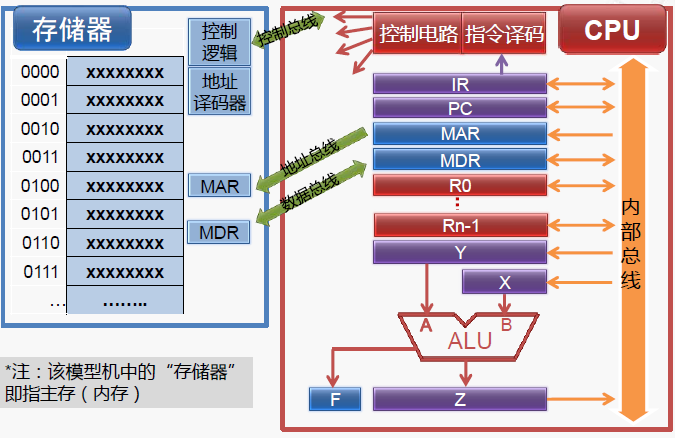 存储器
控制
逻辑
地址
译码器
0000 xxxxxxxx
0001 xxxxxxxx
0010 xxxxxxxx
0011 xxxxxxxx
0100 xxxxxxxx
0101 xxxxxxxx
0110 xxxxxxxx
0111 xxxxxxxx
… ……..
MAR
MDR
控制总线
地址总线
数据总线
控制电路 指令译码
CPU
IR
PC
MAR
MDR
R0
⋮
Rn-1
Y
X
A B
ALU
F
Z
内部总线
*注：该模型机中的“存储器”
即指主存（内存）